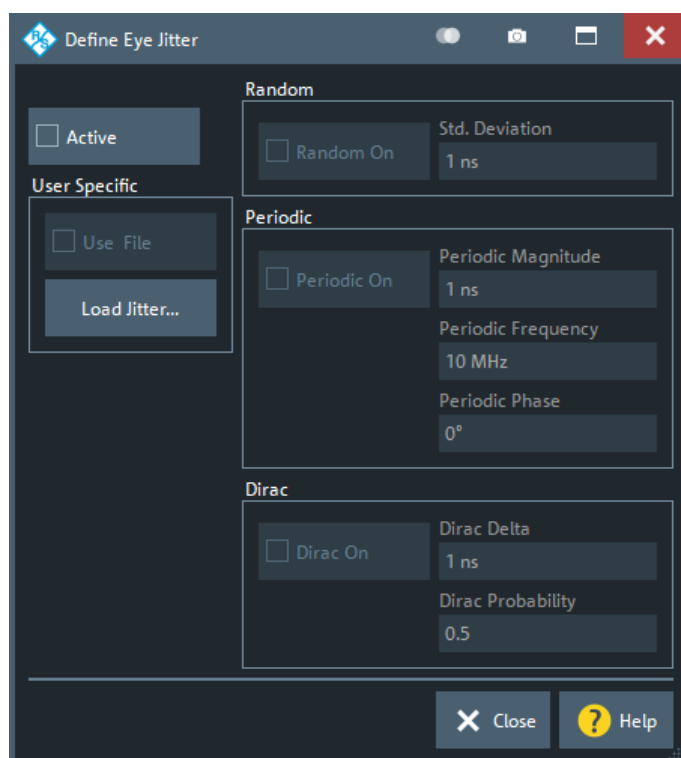 R&S Define Eye Jitter
Active
User Specific
Use File
Load Jitter...
Random
Random On
Std. Deviation
1 ns
Periodic
Periodic On
Periodic Magnitude
1 ns
Periodic Frequency
10 MHz
Periodic Phase
0°
Dirac
Dirac On
Dirac Delta
1 ns
Dirac Probability
0.5
Close
? Help